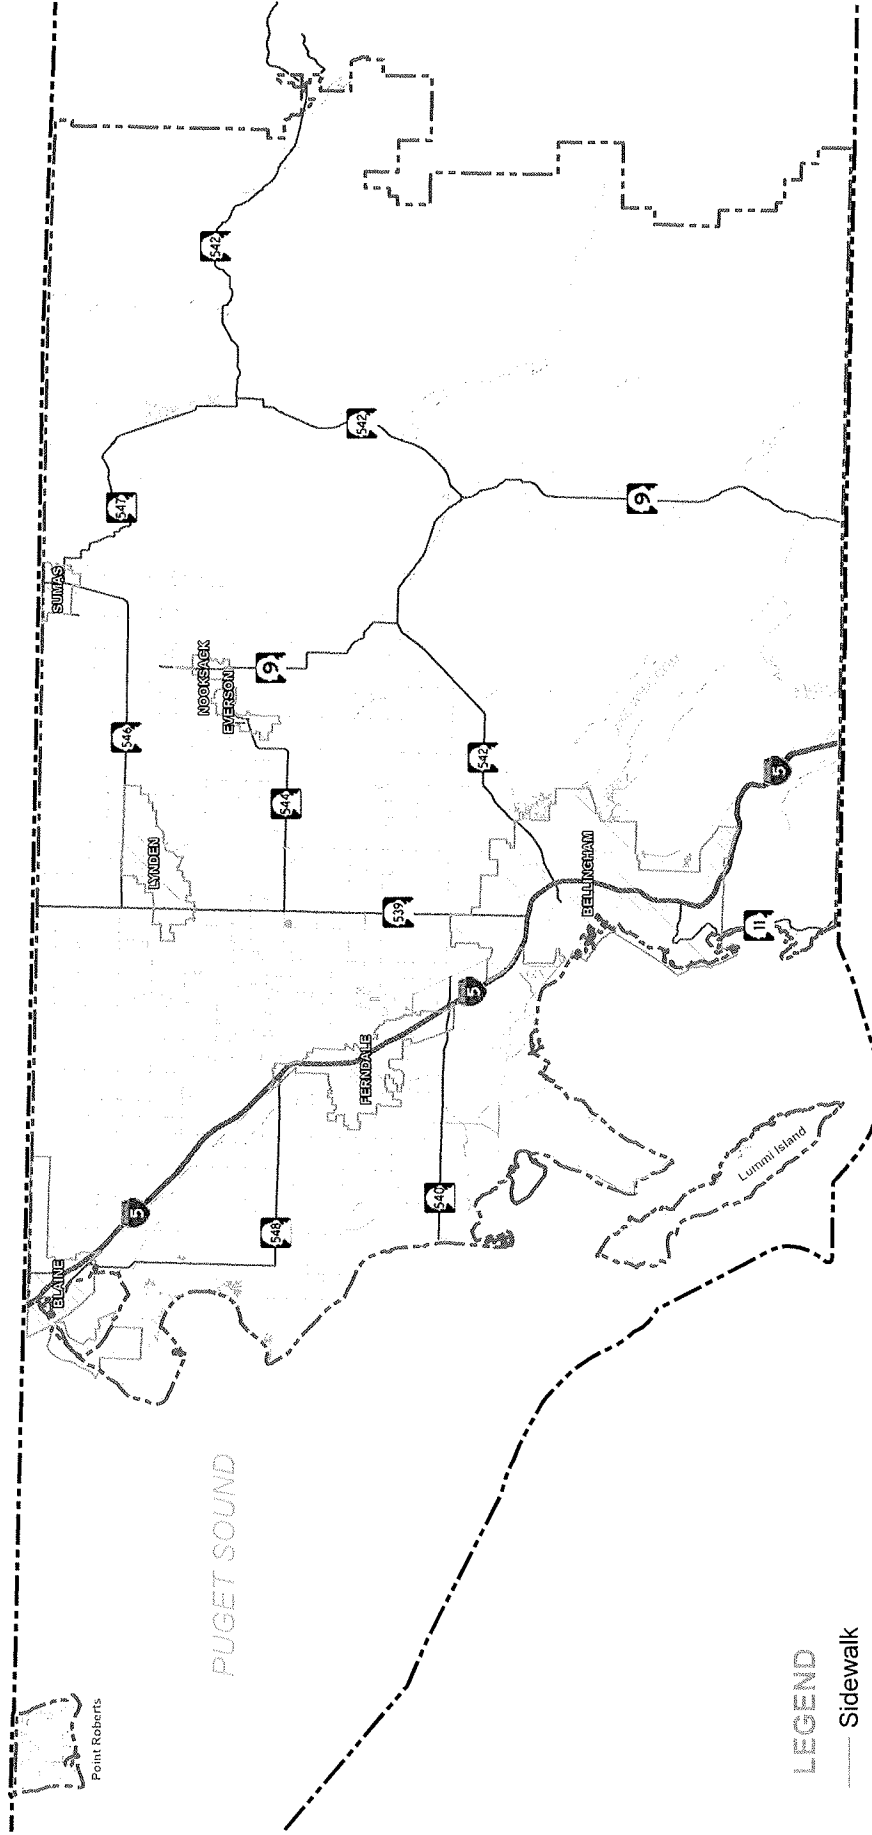 Point Roberts
PUGET SOUND
BLAINE
5
548
540
Lummi Island
FERNDALE
5
539
LYNDEN
546
544
EVERSON
NOOKSACK
9
SUMAS
547
542
BELLINGHAM
11
5
542
9
542
LEGEND
Sidewalk